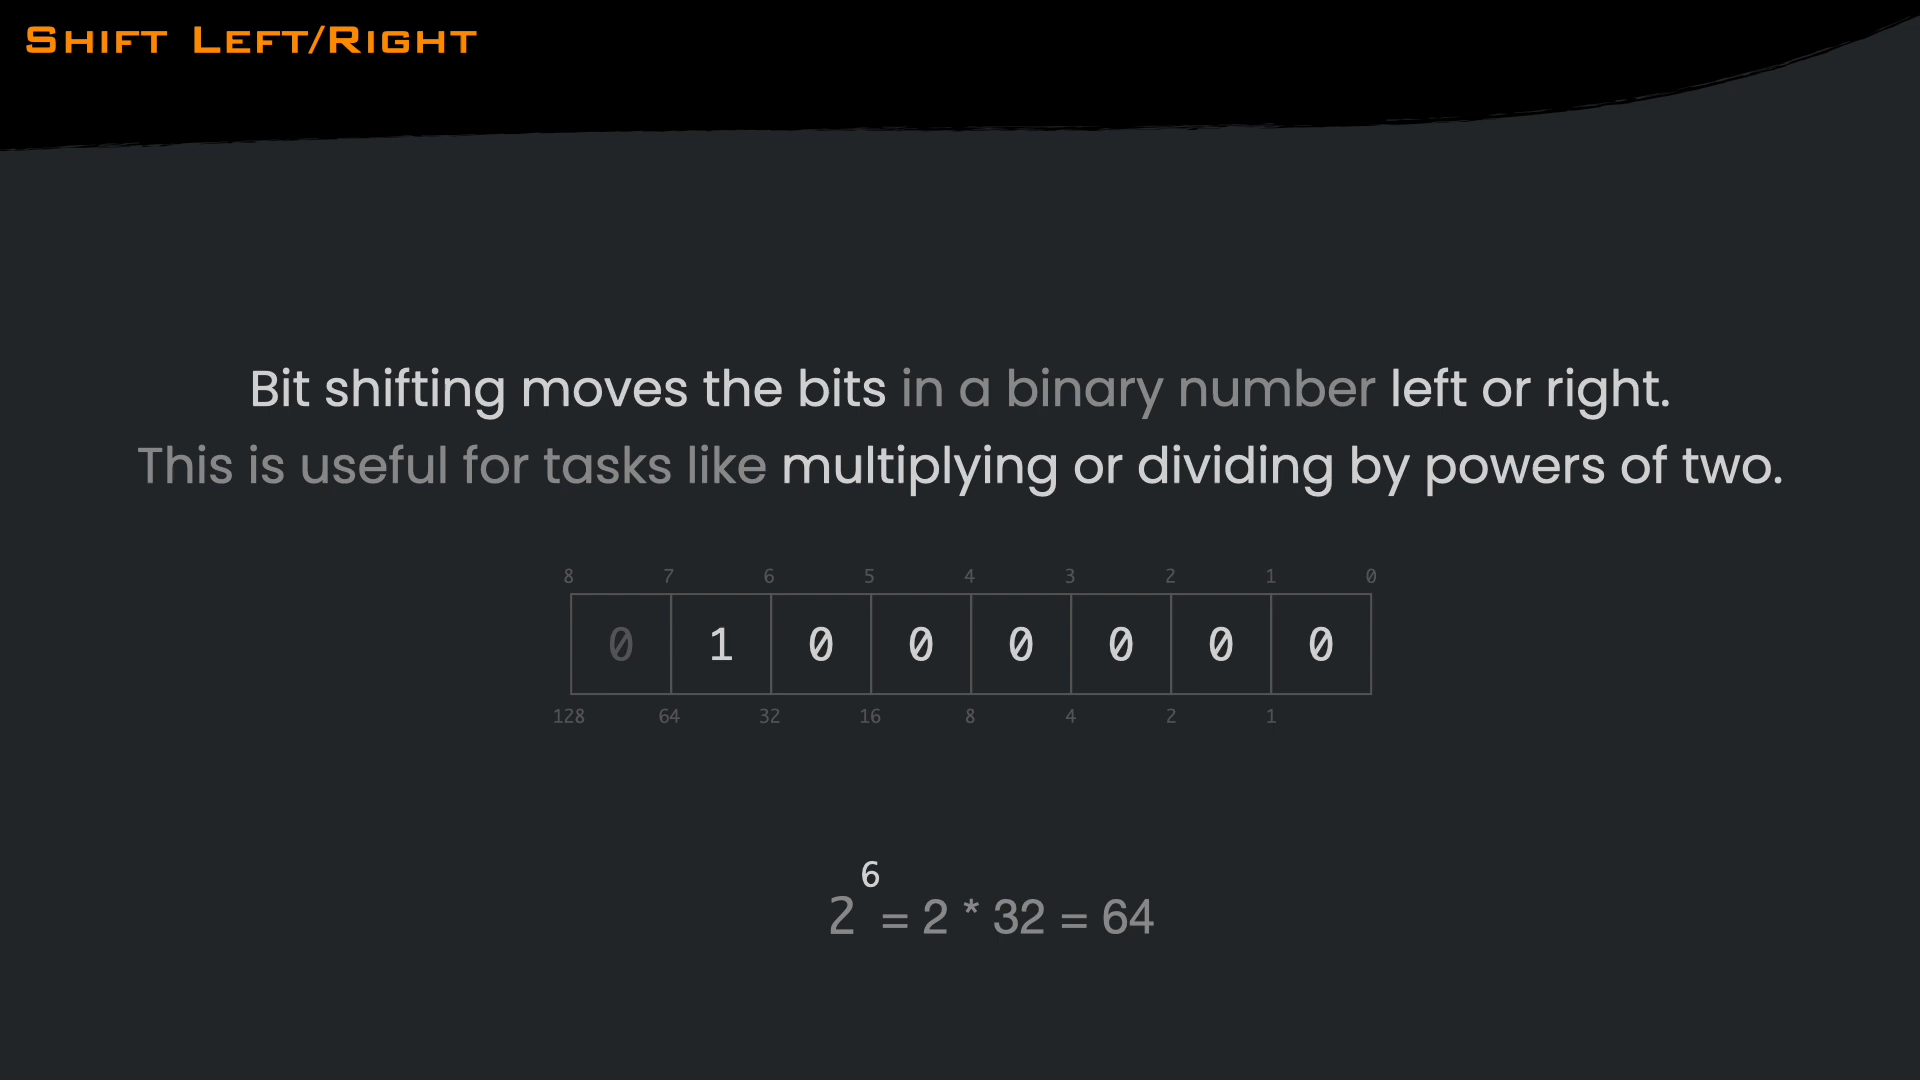 Shift Left/Right
Bit shifting moves the bits in a binary number left or right.
This is useful for tasks like multiplying or dividing by powers of two.
8 7 6 5 4 3 2 1 0
0 1 0 0 0 0 0 0
128 64 32 16 8 4 2 1
2⁶ = 2 * 32 = 64